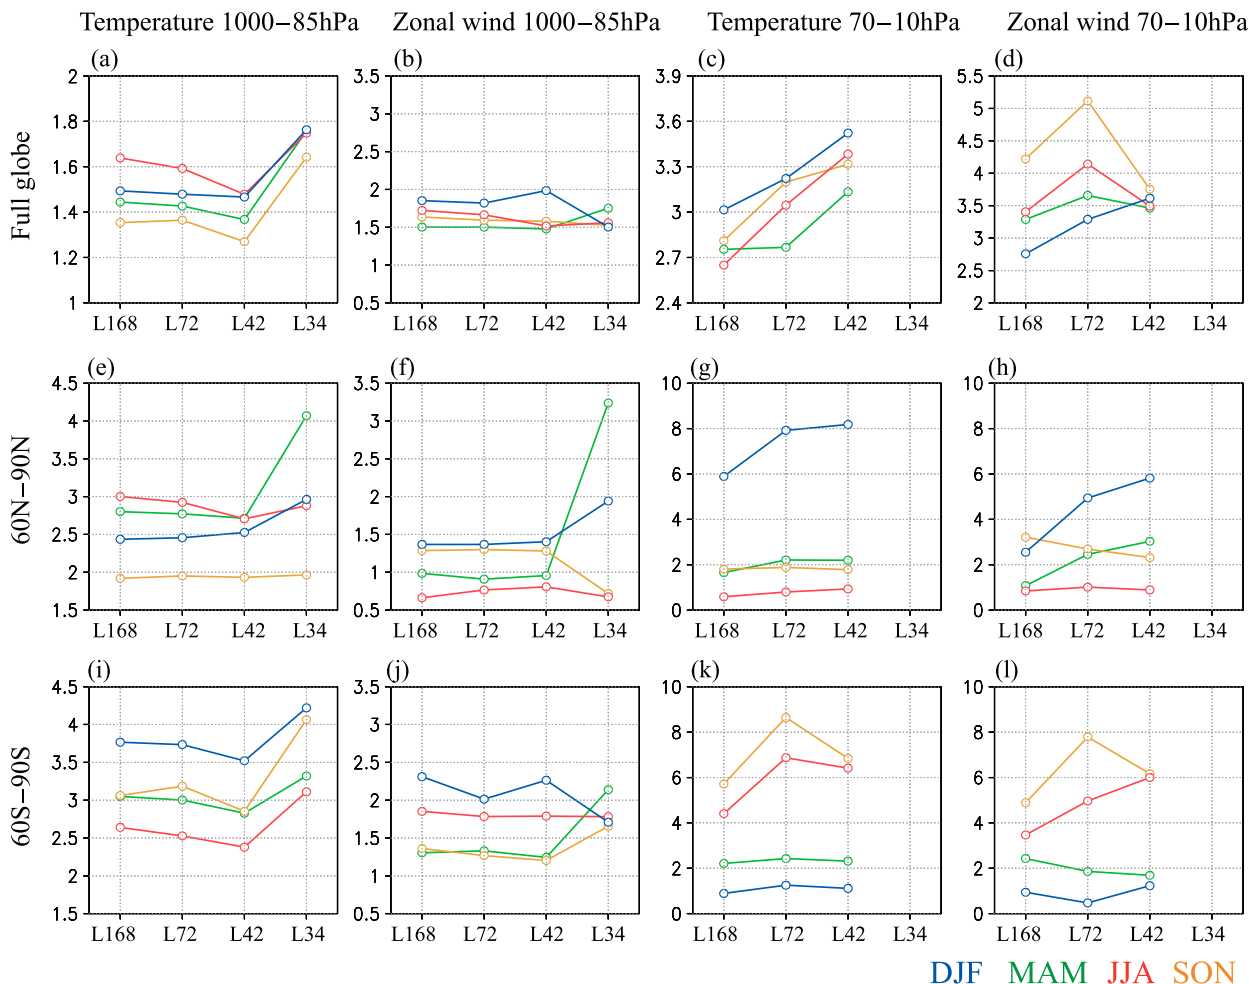 Temperature 1000−85hPa Zonal wind 1000−85hPa Temperature 70−10hPa Zonal wind 70−10hPa
Full globe
(a)
2
1.8
1.6
1.4
1.2
1
L168 L72 L42 L34
(b)
3.5
3
2.5
2
1.5
1
0.5
L168 L72 L42 L34
(c)
3.9
3.6
3.3
3
2.7
2.4
L168 L72 L42 L34
(d)
5.5
5
4.5
4
3.5
3
2.5
2
L168 L72 L42 L34
60N−90N
(e)
4.5
4
3.5
3
2.5
2
1.5
L168 L72 L42 L34
(f)
3.5
3
2.5
2
1.5
1
0.5
L168 L72 L42 L34
(g)
10
8
6
4
2
0
L168 L72 L42 L34
(h)
10
8
6
4
2
0
L168 L72 L42 L34
60S−90S
(i)
4.5
4
3.5
3
2.5
2
1.5
L168 L72 L42 L34
(j)
3.5
3
2.5
2
1.5
1
0.5
L168 L72 L42 L34
(k)
10
8
6
4
2
0
L168 L72 L42 L34
(l)
10
8
6
4
2
0
L168 L72 L42 L34
DJF MAM JJA SON